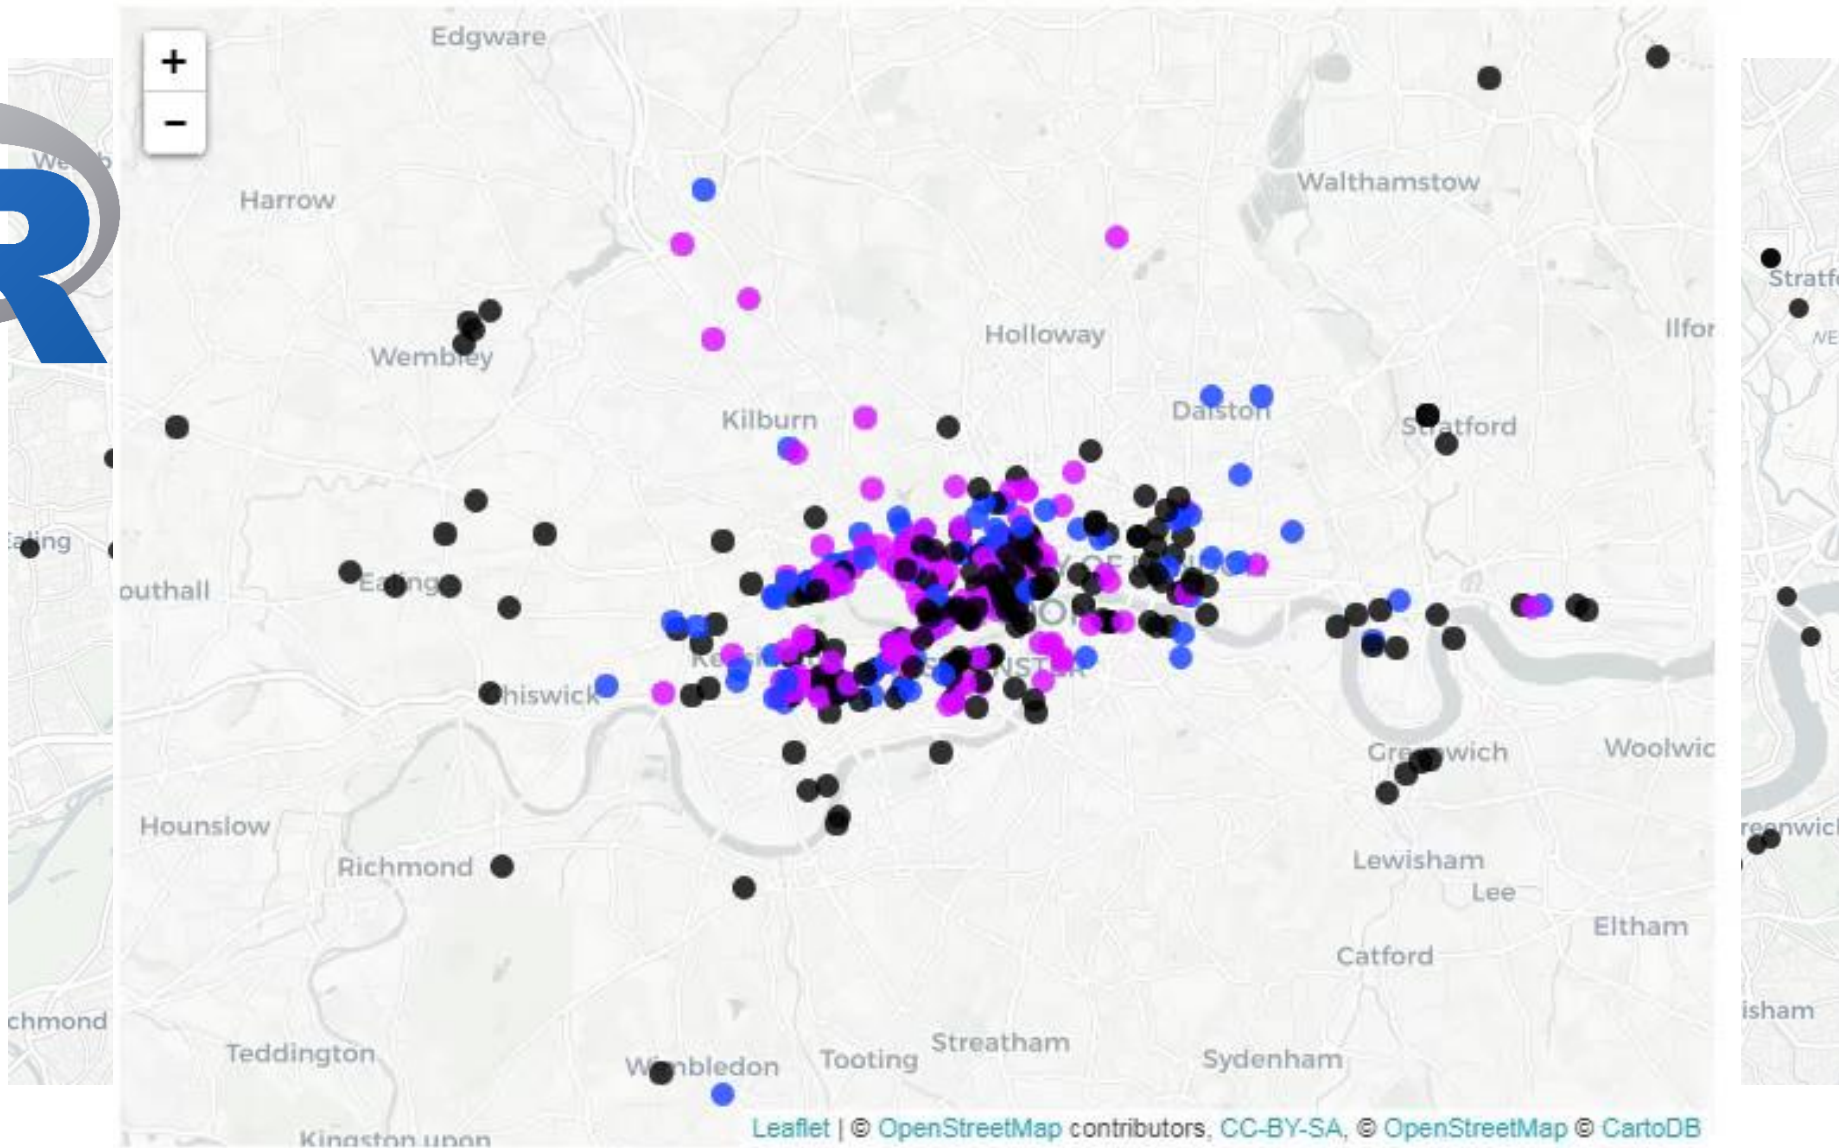 Edgware
+
−
Harrow
Walthamstow
R
Wembley
Holloway
Ilfor
Stratfo
Kilburn
Dalston
Stratford
Ealing
outhall
Ealing
Chiswick
Greenwich
Woolwic
Hounslow
reenwich
Richmond
Lewisham
Lee
Eltham
Catford
chmond
isham
Teddington
Wimbledon
Tooting
Streatham
Sydenham
Kingston upon
Leaflet | © OpenStreetMap contributors, CC-BY-SA, © OpenStreetMap © CartoDB